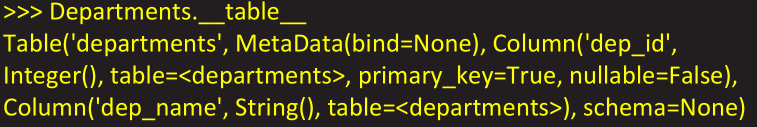 >>> Departments.__table__
Table('departments', MetaData(bind=None), Column('dep_id',
Integer(), table=<departments>, primary_key=True, nullable=False),
Column('dep_name', String(), table=<departments>), schema=None)